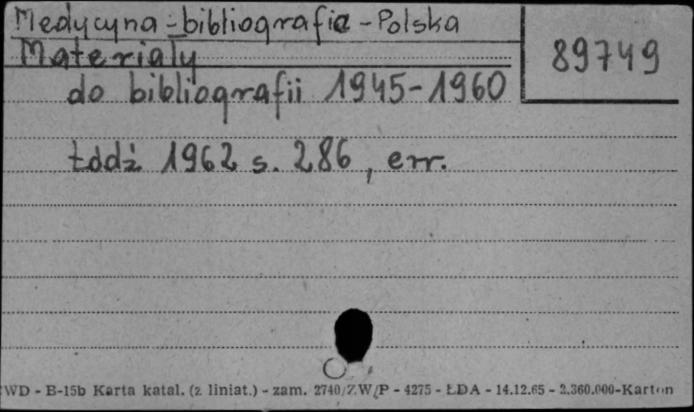 Medycyna-bibliografia-Polska
89749
Materiały
do bibliografii 1945-1960
Łódź 1962 s. 286, err.
WD - B-15b Karta katal. (z liniat.) - zam. 2740/ZW/P - 4275 - ŁDA - 14.12.65 - 2.360.000-Karton